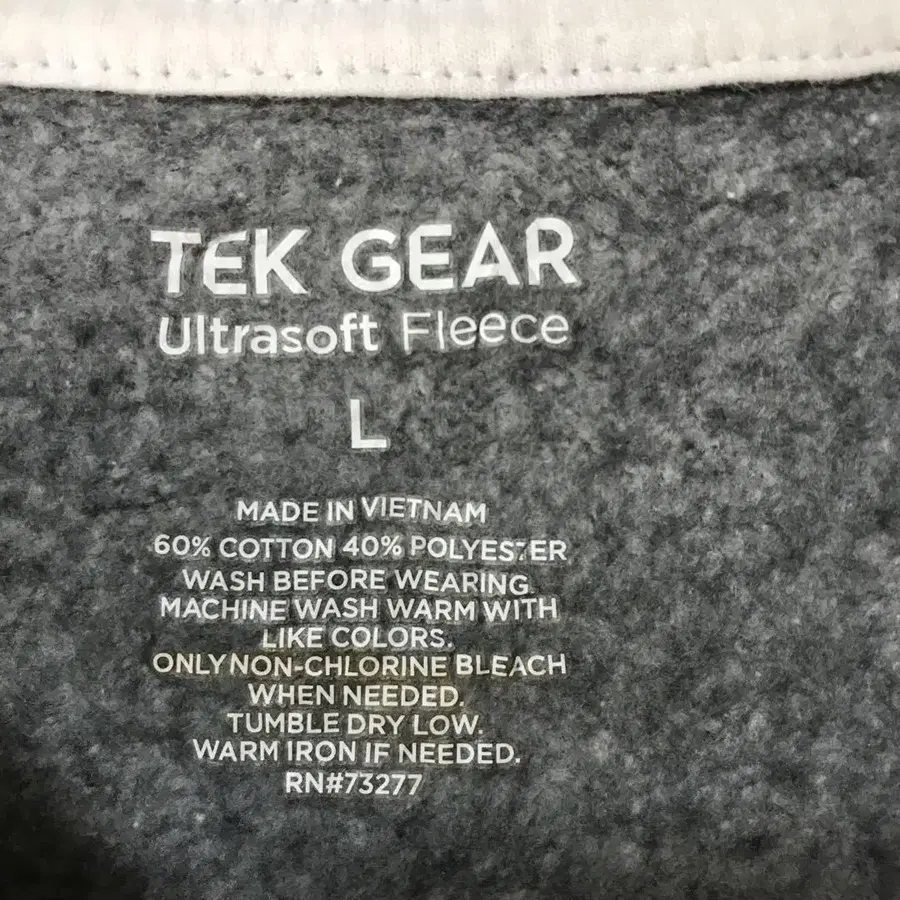 TEK GEAR
Ultrasoft Fleece
L
MADE IN VIETNAM
60% COTTON 40% POLYESTER
WASH BEFORE WEARING
MACHINE WASH WARM WITH
LIKE COLORS.
ONLY NON-CHLORINE BLEACH
WHEN NEEDED.
TUMBLE DRY LOW.
WARM IRON IF NEEDED.
RN#73277